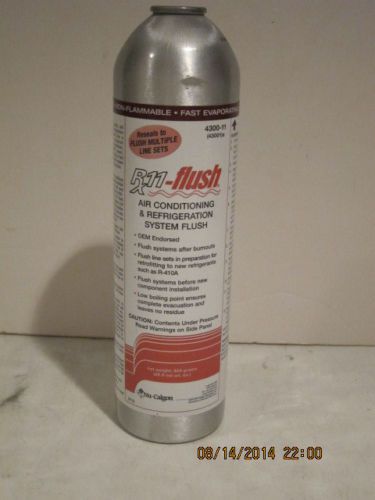 NON-FLAMMABLE • FAST EVAPORATING
Reseals to
FLUSH MULTIPLE
LINE SETS
4300-11
Rx11-flush
AIR CONDITIONING
& REFRIGERATION
SYSTEM FLUSH
• OEM Endorsed
• Flush systems after burnouts
• Flush line sets in preparation for
retrofitting to new refrigerants
such as R-410A
• Flush systems before new
component installation
• Low boiling point ensures
complete evacuation and
leaves no residue
CAUTION: Contents Under Pressure
Read Warnings on Side Panel
Nu-Calgon
08/14/2014 22:00